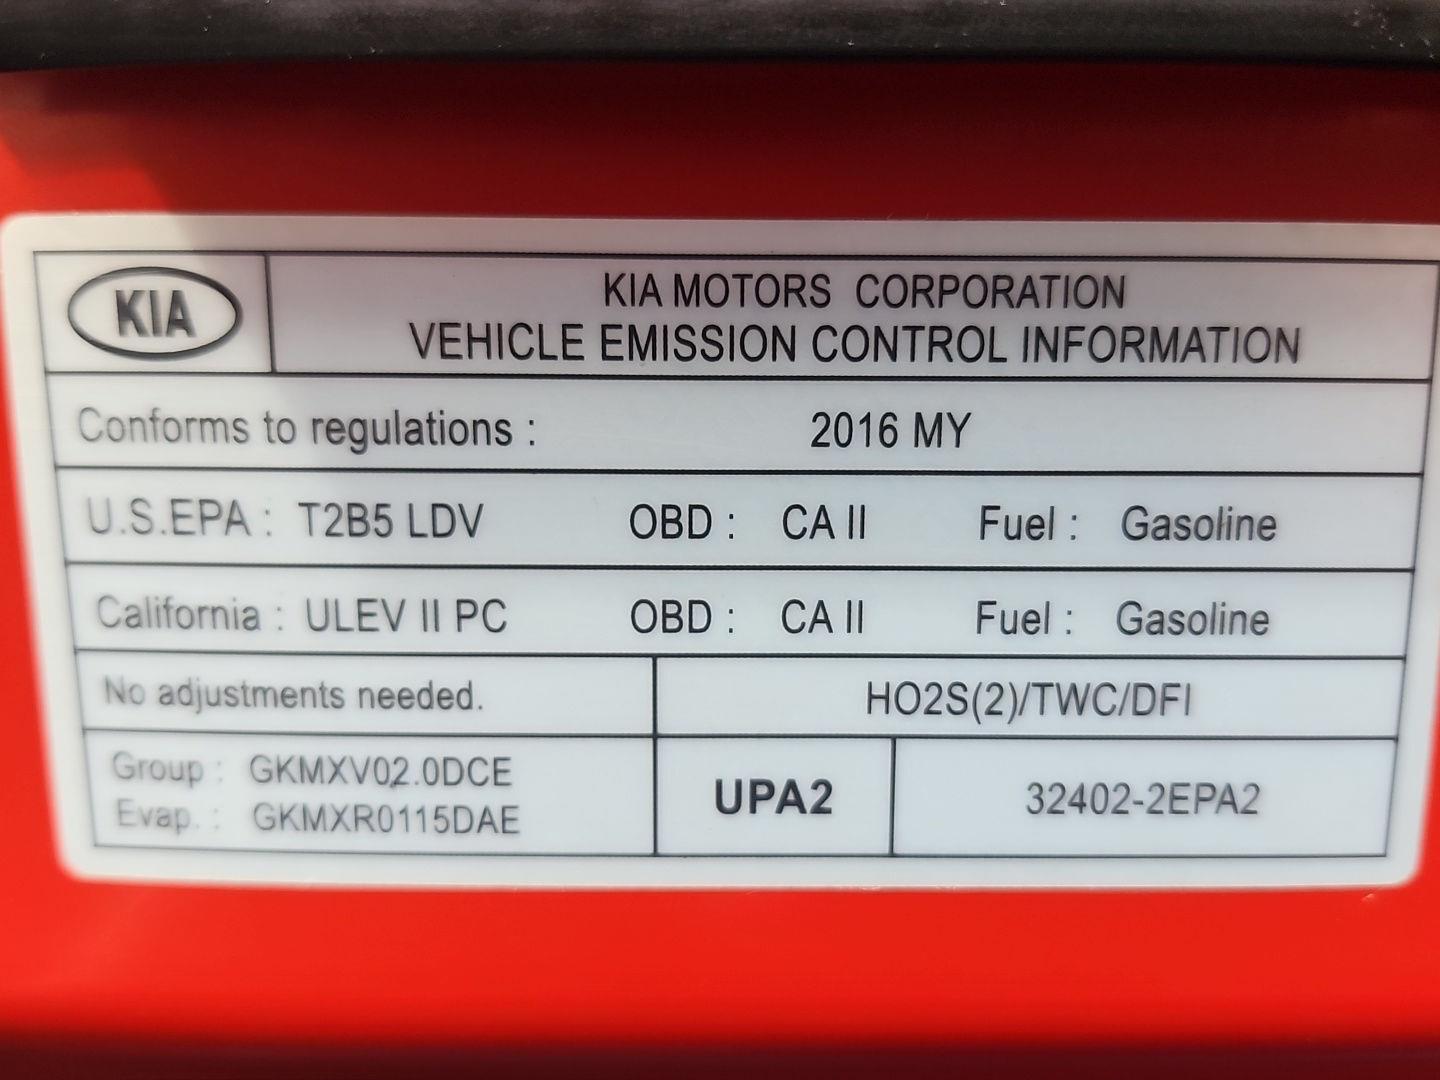 KIA
KIA MOTORS CORPORATION
VEHICLE EMISSION CONTROL INFORMATION
Conforms to regulations : 2016 MY
U.S.EPA : T2B5 LDV OBD : CA II Fuel : Gasoline
California : ULEV II PC OBD : CA II Fuel : Gasoline
No adjustments needed. HO2S(2)/TWC/DFI
Group : GKMXV02.0DCE
Evap. : GKMXR0115DAE
UPA2
32402-2EPA2